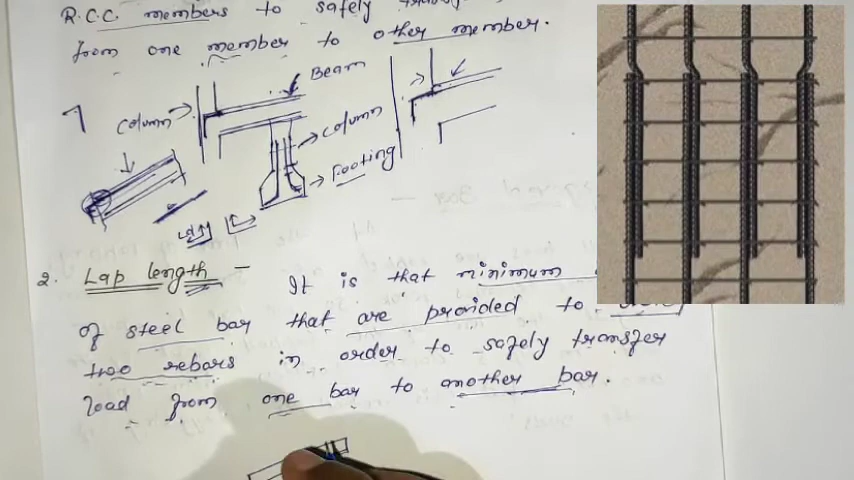 R.C.C. members to safely
from one member to other member.
Beam
Column
Column
Footing
2. Lap length - It is that minimum
of steel bar that are provided to
two rebars in order to safely transfer
load from one bar to another bar.